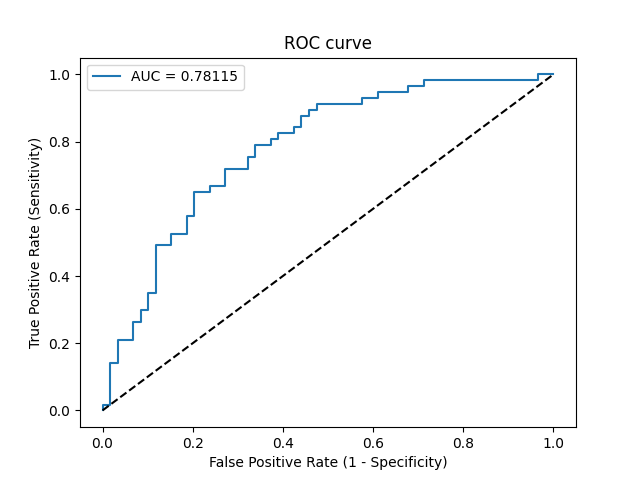 ROC curve
AUC = 0.78115
1.0
0.8
0.6
0.4
0.2
0.0
True Positive Rate (Sensitivity)
0.0 0.2 0.4 0.6 0.8 1.0
False Positive Rate (1 - Specificity)